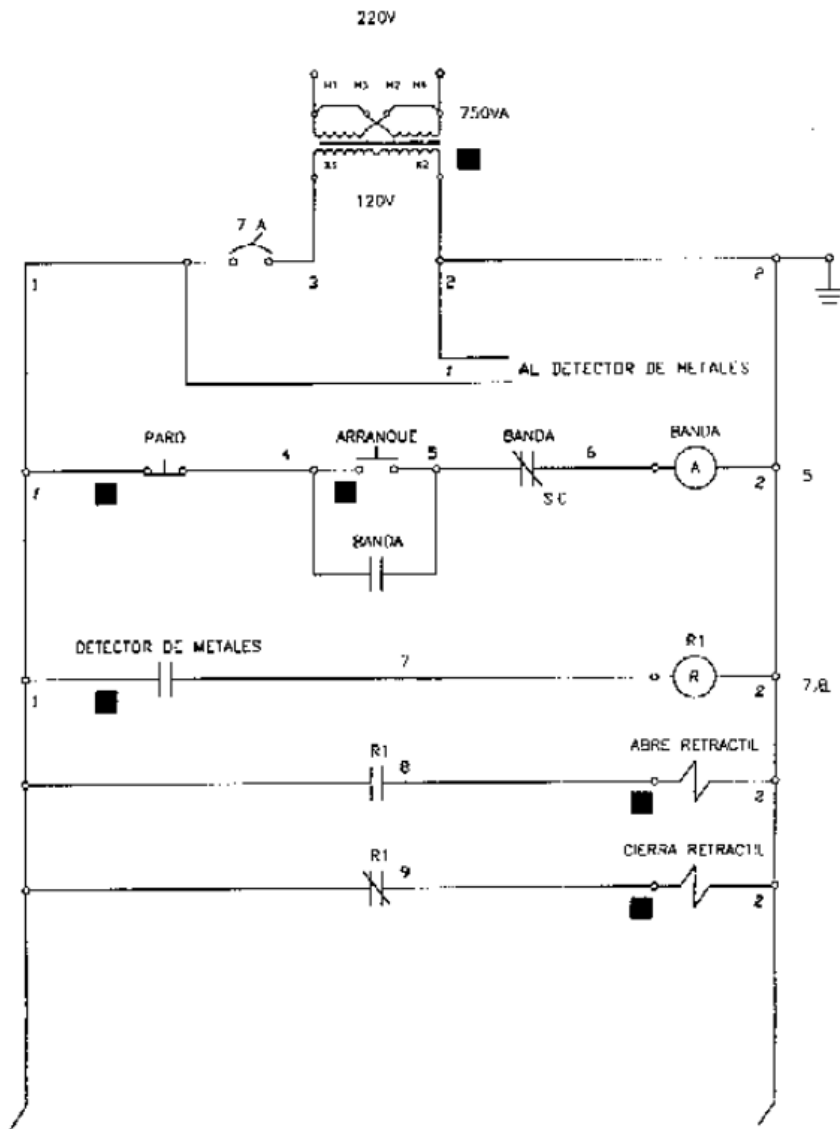 220V
H1 H3 H2 H4
750VA
X1 X2
120V
7 A
1 3 2 2
1
AL DETECTOR DE METALES
PARO 4 ARRANQUE 5 BANDA 6 BANDA
A
1 S.C 2 5
BANDA
DETECTOR DE METALES 7 R1
R
1 2 7,8
R1 8 ABRE RETRACTIL
2
R1 9 CIERRA RETRACTIL
2